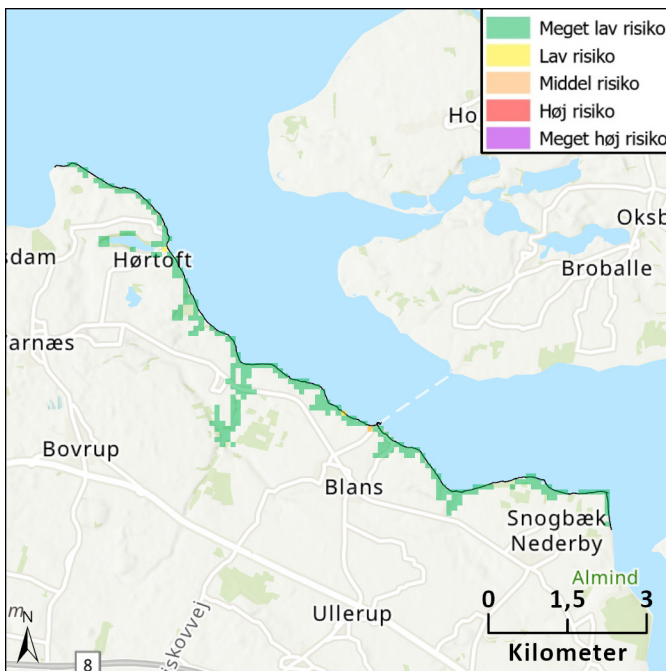 Meget lav risiko
Lav risiko
Middel risiko
Høj risiko
Meget høj risiko
Ho
Oksb
Broballe
sdam
Hørtoft
arnæs
Bovrup
Blans
Snogbæk
Nederby
Almind
Ullerup
skovvej
m
N
8
0 1,5 3
Kilometer